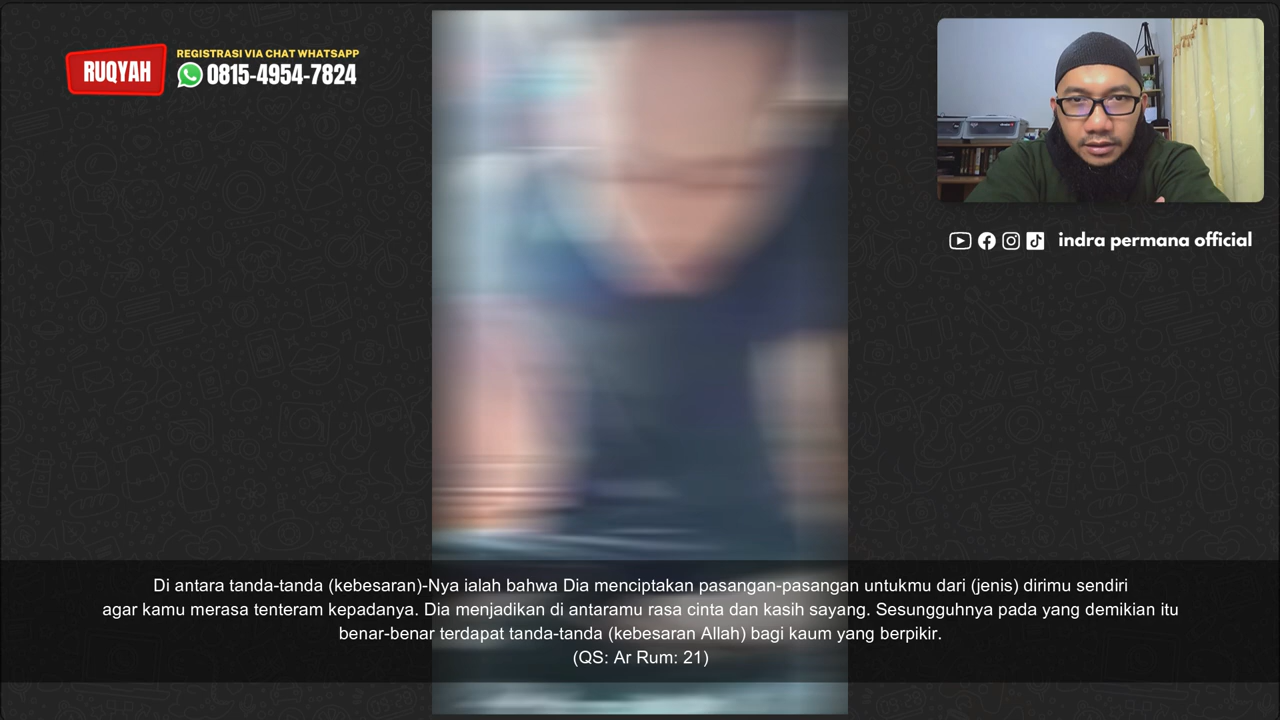 RUQYAH
REGISTRASI VIA CHAT WHATSAPP
0815-4954-7824
indra permana official
Di antara tanda-tanda (kebesaran)-Nya ialah bahwa Dia menciptakan pasangan-pasangan untukmu dari (jenis) dirimu sendiri
agar kamu merasa tenteram kepadanya. Dia menjadikan di antaramu rasa cinta dan kasih sayang. Sesungguhnya pada yang demikian itu
benar-benar terdapat tanda-tanda (kebesaran Allah) bagi kaum yang berpikir.
(QS: Ar Rum: 21)